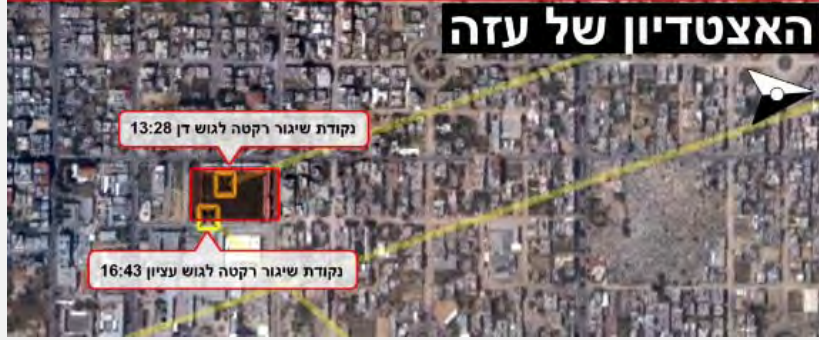 האצטדיון של עזה
נקודת שיגור רקטה לגוש דן 13:28
נקודת שיגור רקטה לגוש עציון 16:43